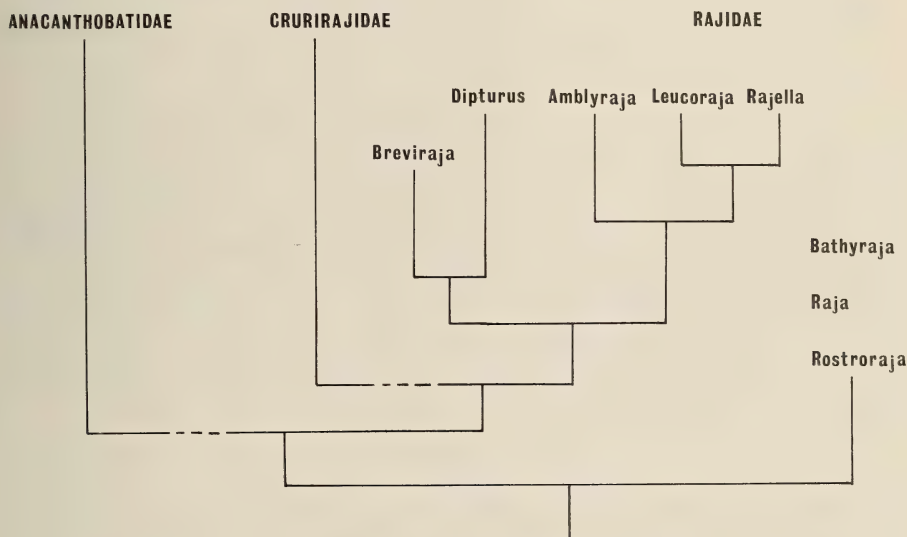 ANACANTHOBATIDAE CRURIRAJIDAE RAJIDAE
Dipturus Amblyraja Leucoraja Rajella
Breviraja
Bathyraja
Raja
Rostroraja